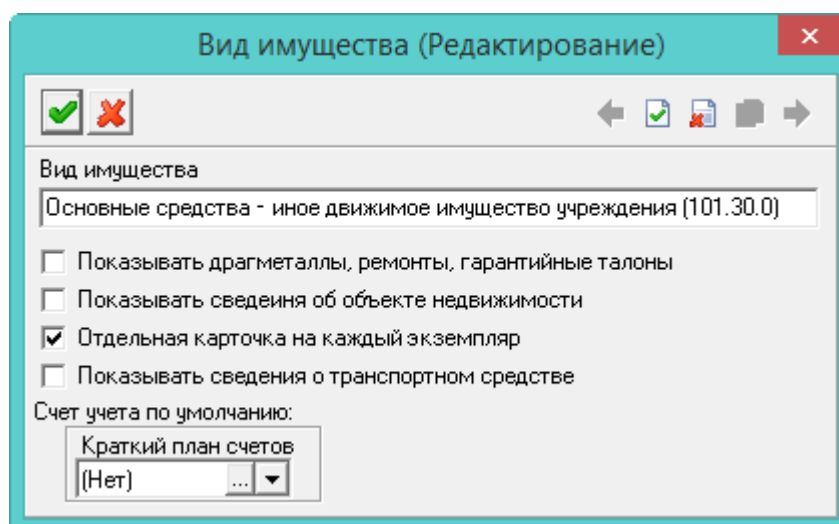 Вид имущества (Редактирование)
Вид имущества
Основные средства - иное движимое имущество учреждения (101.30.0)
Показывать драгметаллы, ремонты, гарантийные талоны
Показывать сведеиня об объекте недвижимости
Отдельная карточка на каждый экземпляр
Показывать сведения о транспортном средстве
Счет учета по умолчанию:
Краткий план счетов
(Нет) ...